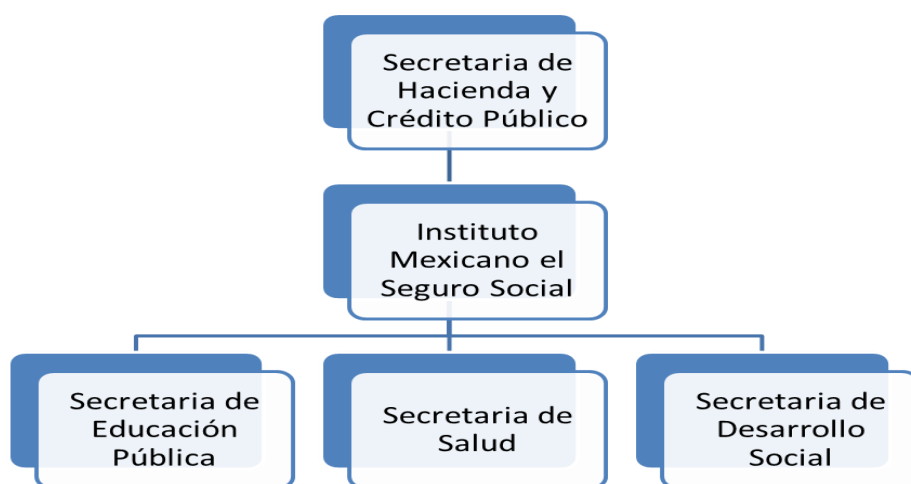 Secretaria de
Hacienda y
Crédito Público
Instituto
Mexicano el
Seguro Social
Secretaria de
Educación
Pública
Secretaria de
Salud
Secretaria de
Desarrollo
Social